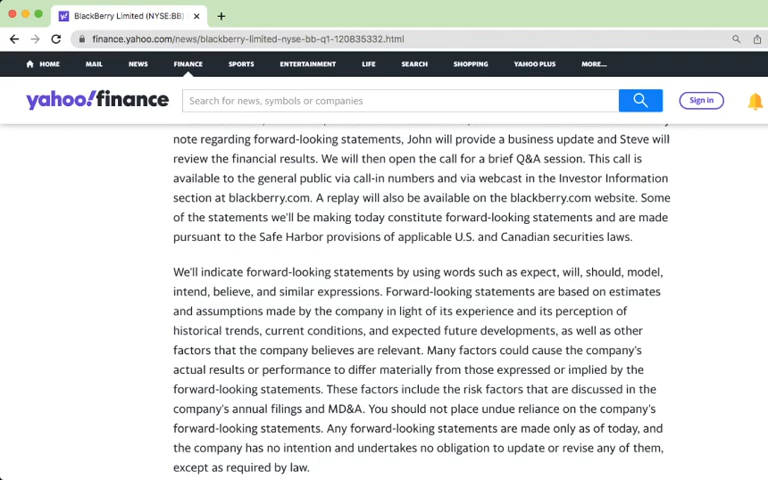 BlackBerry Limited (NYSE:BB)
finance.yahoo.com/news/blackberry-limited-nyse-bb-q1-120835332.html
HOME MAIL NEWS FINANCE SPORTS ENTERTAINMENT LIFE SEARCH SHOPPING YAHOO PLUS MORE...
yahoo!finance
Search for news, symbols or companies
Sign in
note regarding forward-looking statements, John will provide a business update and Steve will
review the financial results. We will then open the call for a brief Q&A session. This call is
available to the general public via call-in numbers and via webcast in the Investor Information
section at blackberry.com. A replay will also be available on the blackberry.com website. Some
of the statements we'll be making today constitute forward-looking statements and are made
pursuant to the Safe Harbor provisions of applicable U.S. and Canadian securities laws.
We'll indicate forward-looking statements by using words such as expect, will, should, model,
intend, believe, and similar expressions. Forward-looking statements are based on estimates
and assumptions made by the company in light of its experience and its perception of
historical trends, current conditions, and expected future developments, as well as other
factors that the company believes are relevant. Many factors could cause the company's
actual results or performance to differ materially from those expressed or implied by the
forward-looking statements. These factors include the risk factors that are discussed in the
company's annual filings and MD&A. You should not place undue reliance on the company's
forward-looking statements. Any forward-looking statements are made only as of today, and
the company has no intention and undertakes no obligation to update or revise any of them,
except as required by law.